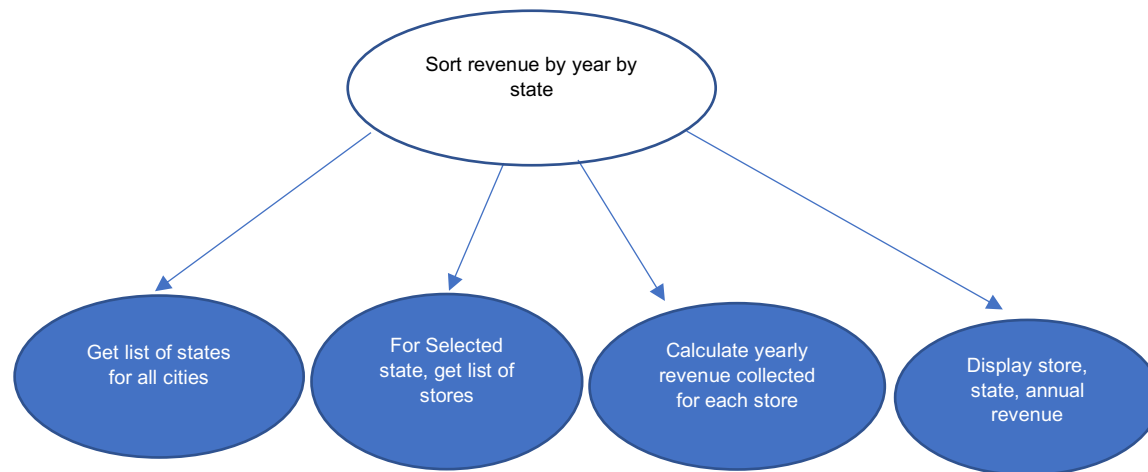 Sort revenue by year by
state
Get list of states
for all cities
For Selected
state, get list of
stores
Calculate yearly
revenue collected
for each store
Display store,
state, annual
revenue